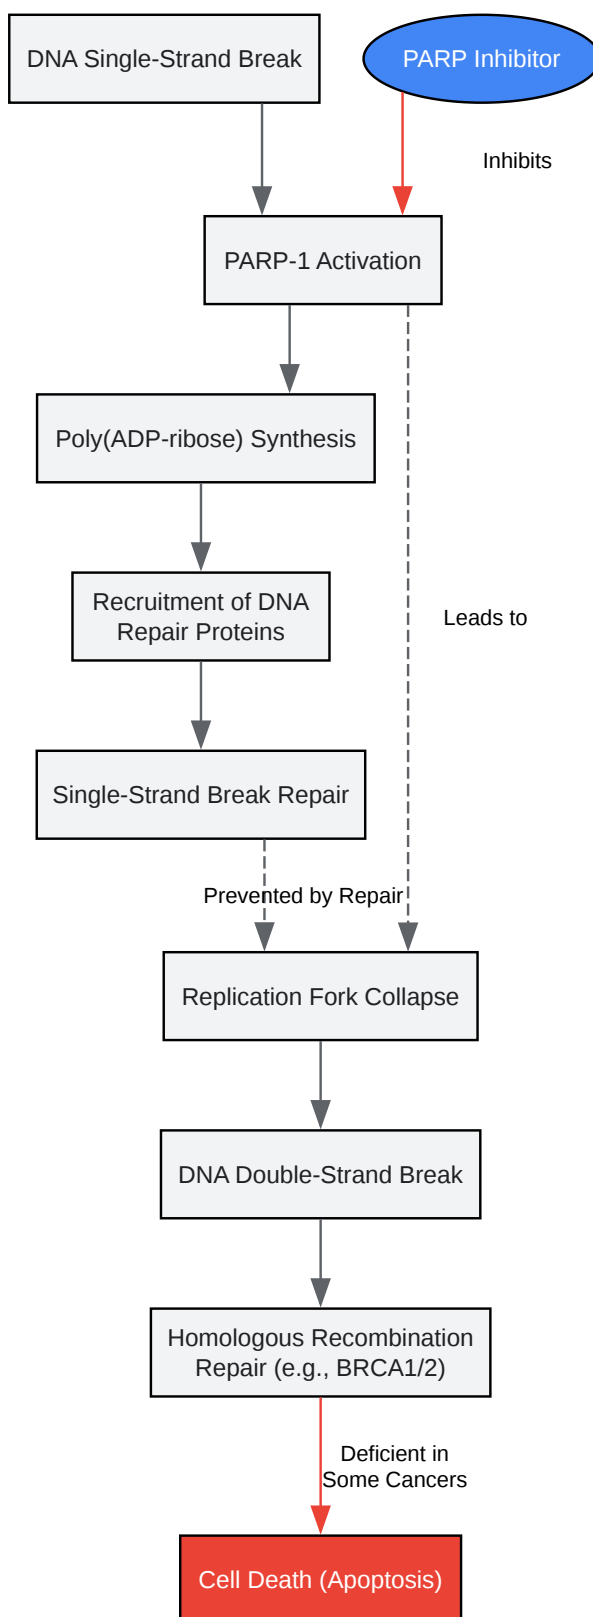 DNA Single-Strand Break
PARP Inhibitor
Inhibits
PARP-1 Activation
Poly(ADP-ribose) Synthesis
Recruitment of DNA
Repair Proteins
Leads to
Single-Strand Break Repair
Prevented by Repair
Replication Fork Collapse
DNA Double-Strand Break
Homologous Recombination
Repair (e.g., BRCA1/2)
Deficient in
Some Cancers
Cell Death (Apoptosis)